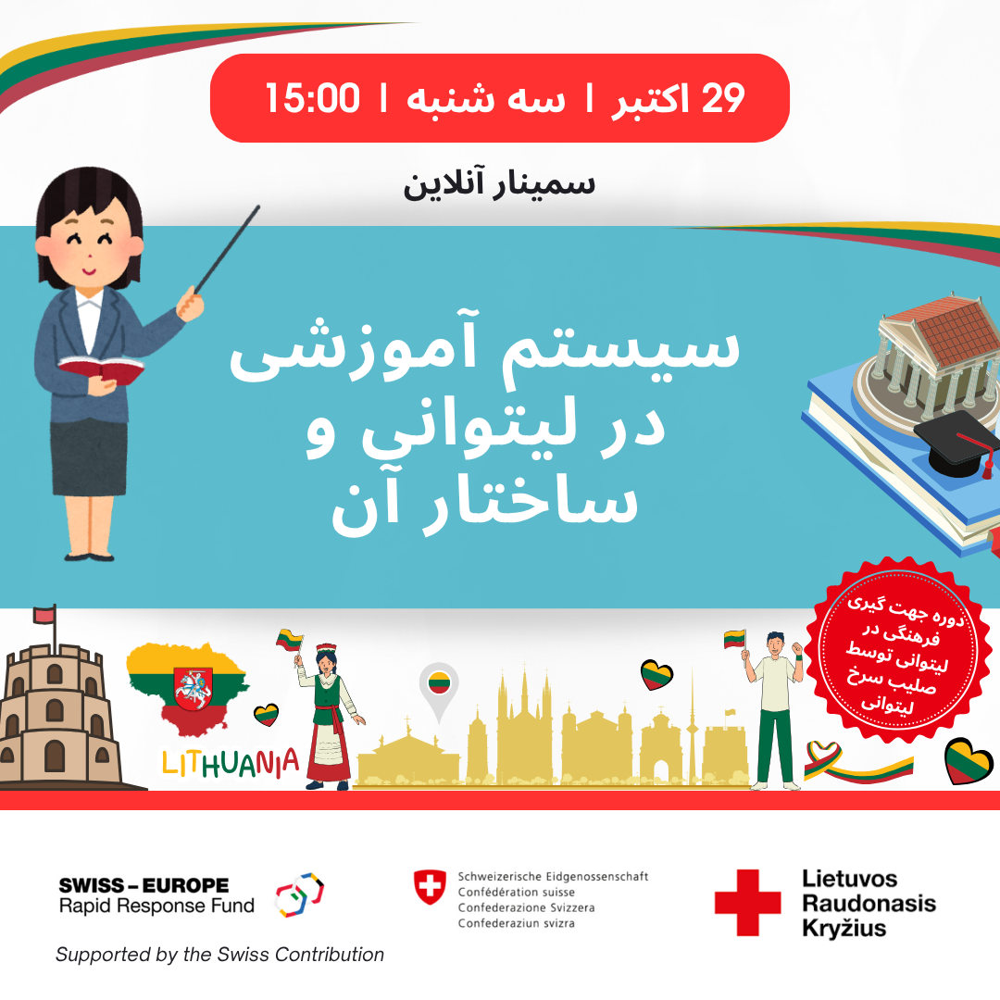 29 اکتبر | سه شنبه | 15:00
سمینار آنلاین
سیستم آموزشی
در لیتوانی و
ساختار آن
دوره جهت گیری
فرهنگی در
لیتوانی توسط
صلیب سرخ
لیتوانی
LITHUANIA
SWISS – EUROPE
Rapid Response Fund
Supported by the Swiss Contribution
Schweizerische Eidgenossenschaft
Confédération suisse
Confederazione Svizzera
Confederaziun svizra
Lietuvos
Raudonasis
Kryžius